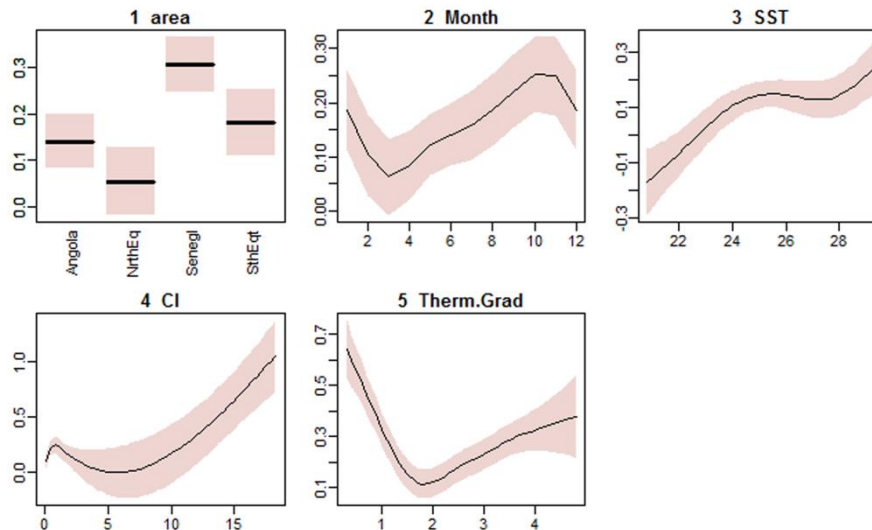 1 area
0.3
0.2
0.1
0.0
Angola
NrthEq
Senegl
SthEqt
2 Month
0.30
0.20
0.10
0.00
2 4 6 8 10 12
3 SST
0.3
0.1
-0.1
-0.3
22 24 26 28
4 CI
1.0
0.5
0.0
0 5 10 15
5 Therm.Grad
0.7
0.5
0.3
0.1
1 2 3 4